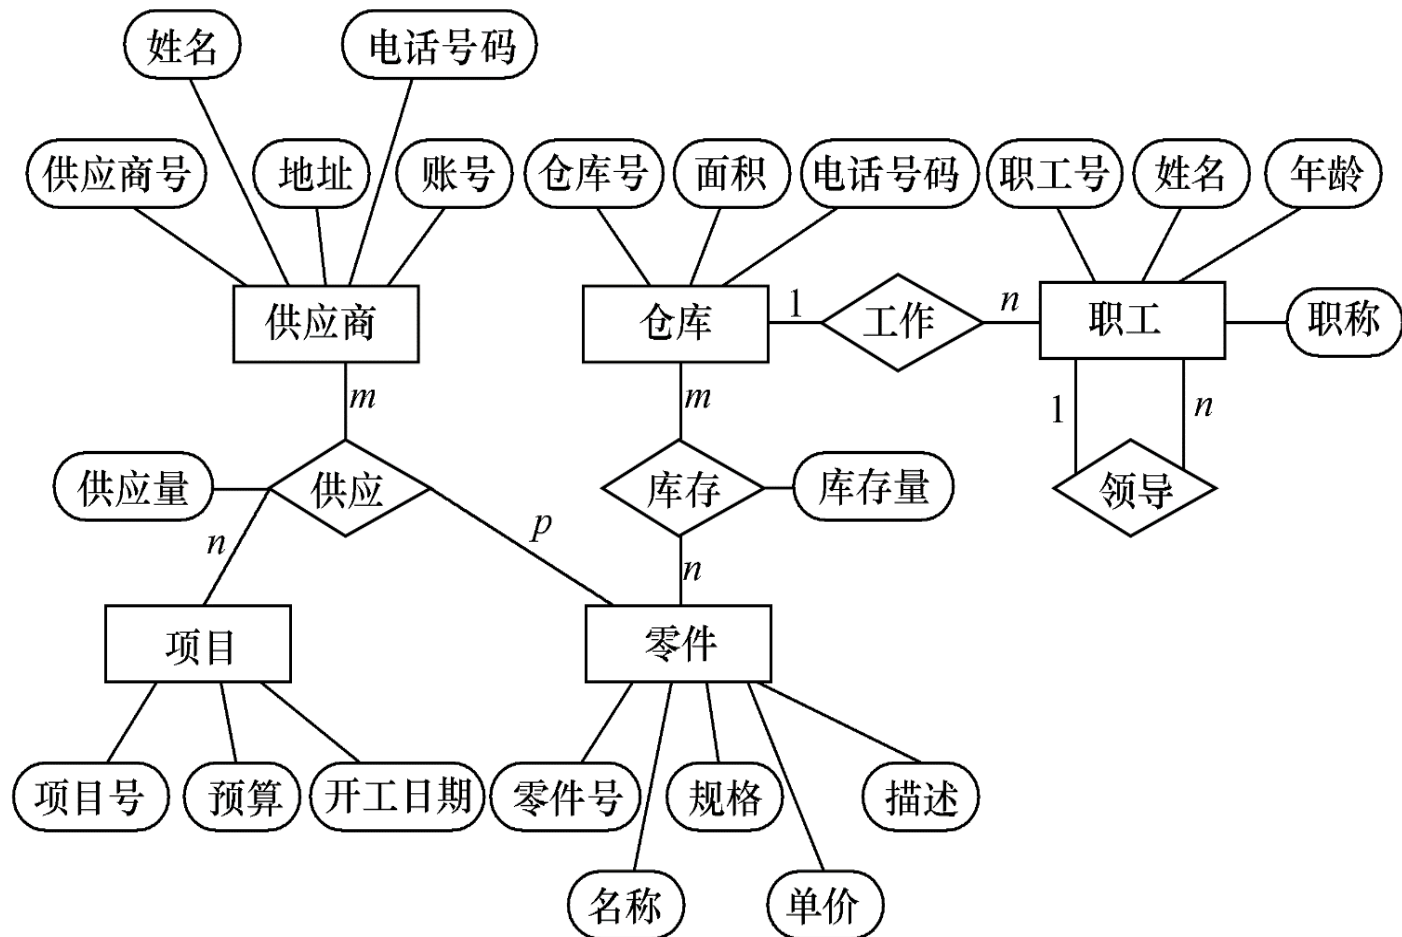 姓名 电话号码
供应商号 地址 账号 仓库号 面积 电话号码 职工号 姓名 年龄
供应商 仓库 1 工作 n 职工 职称
m m 1 n
供应量 供应 库存 库存量 领导
n p n
项目 零件
项目号 预算 开工日期 零件号 规格 描述
名称 单价